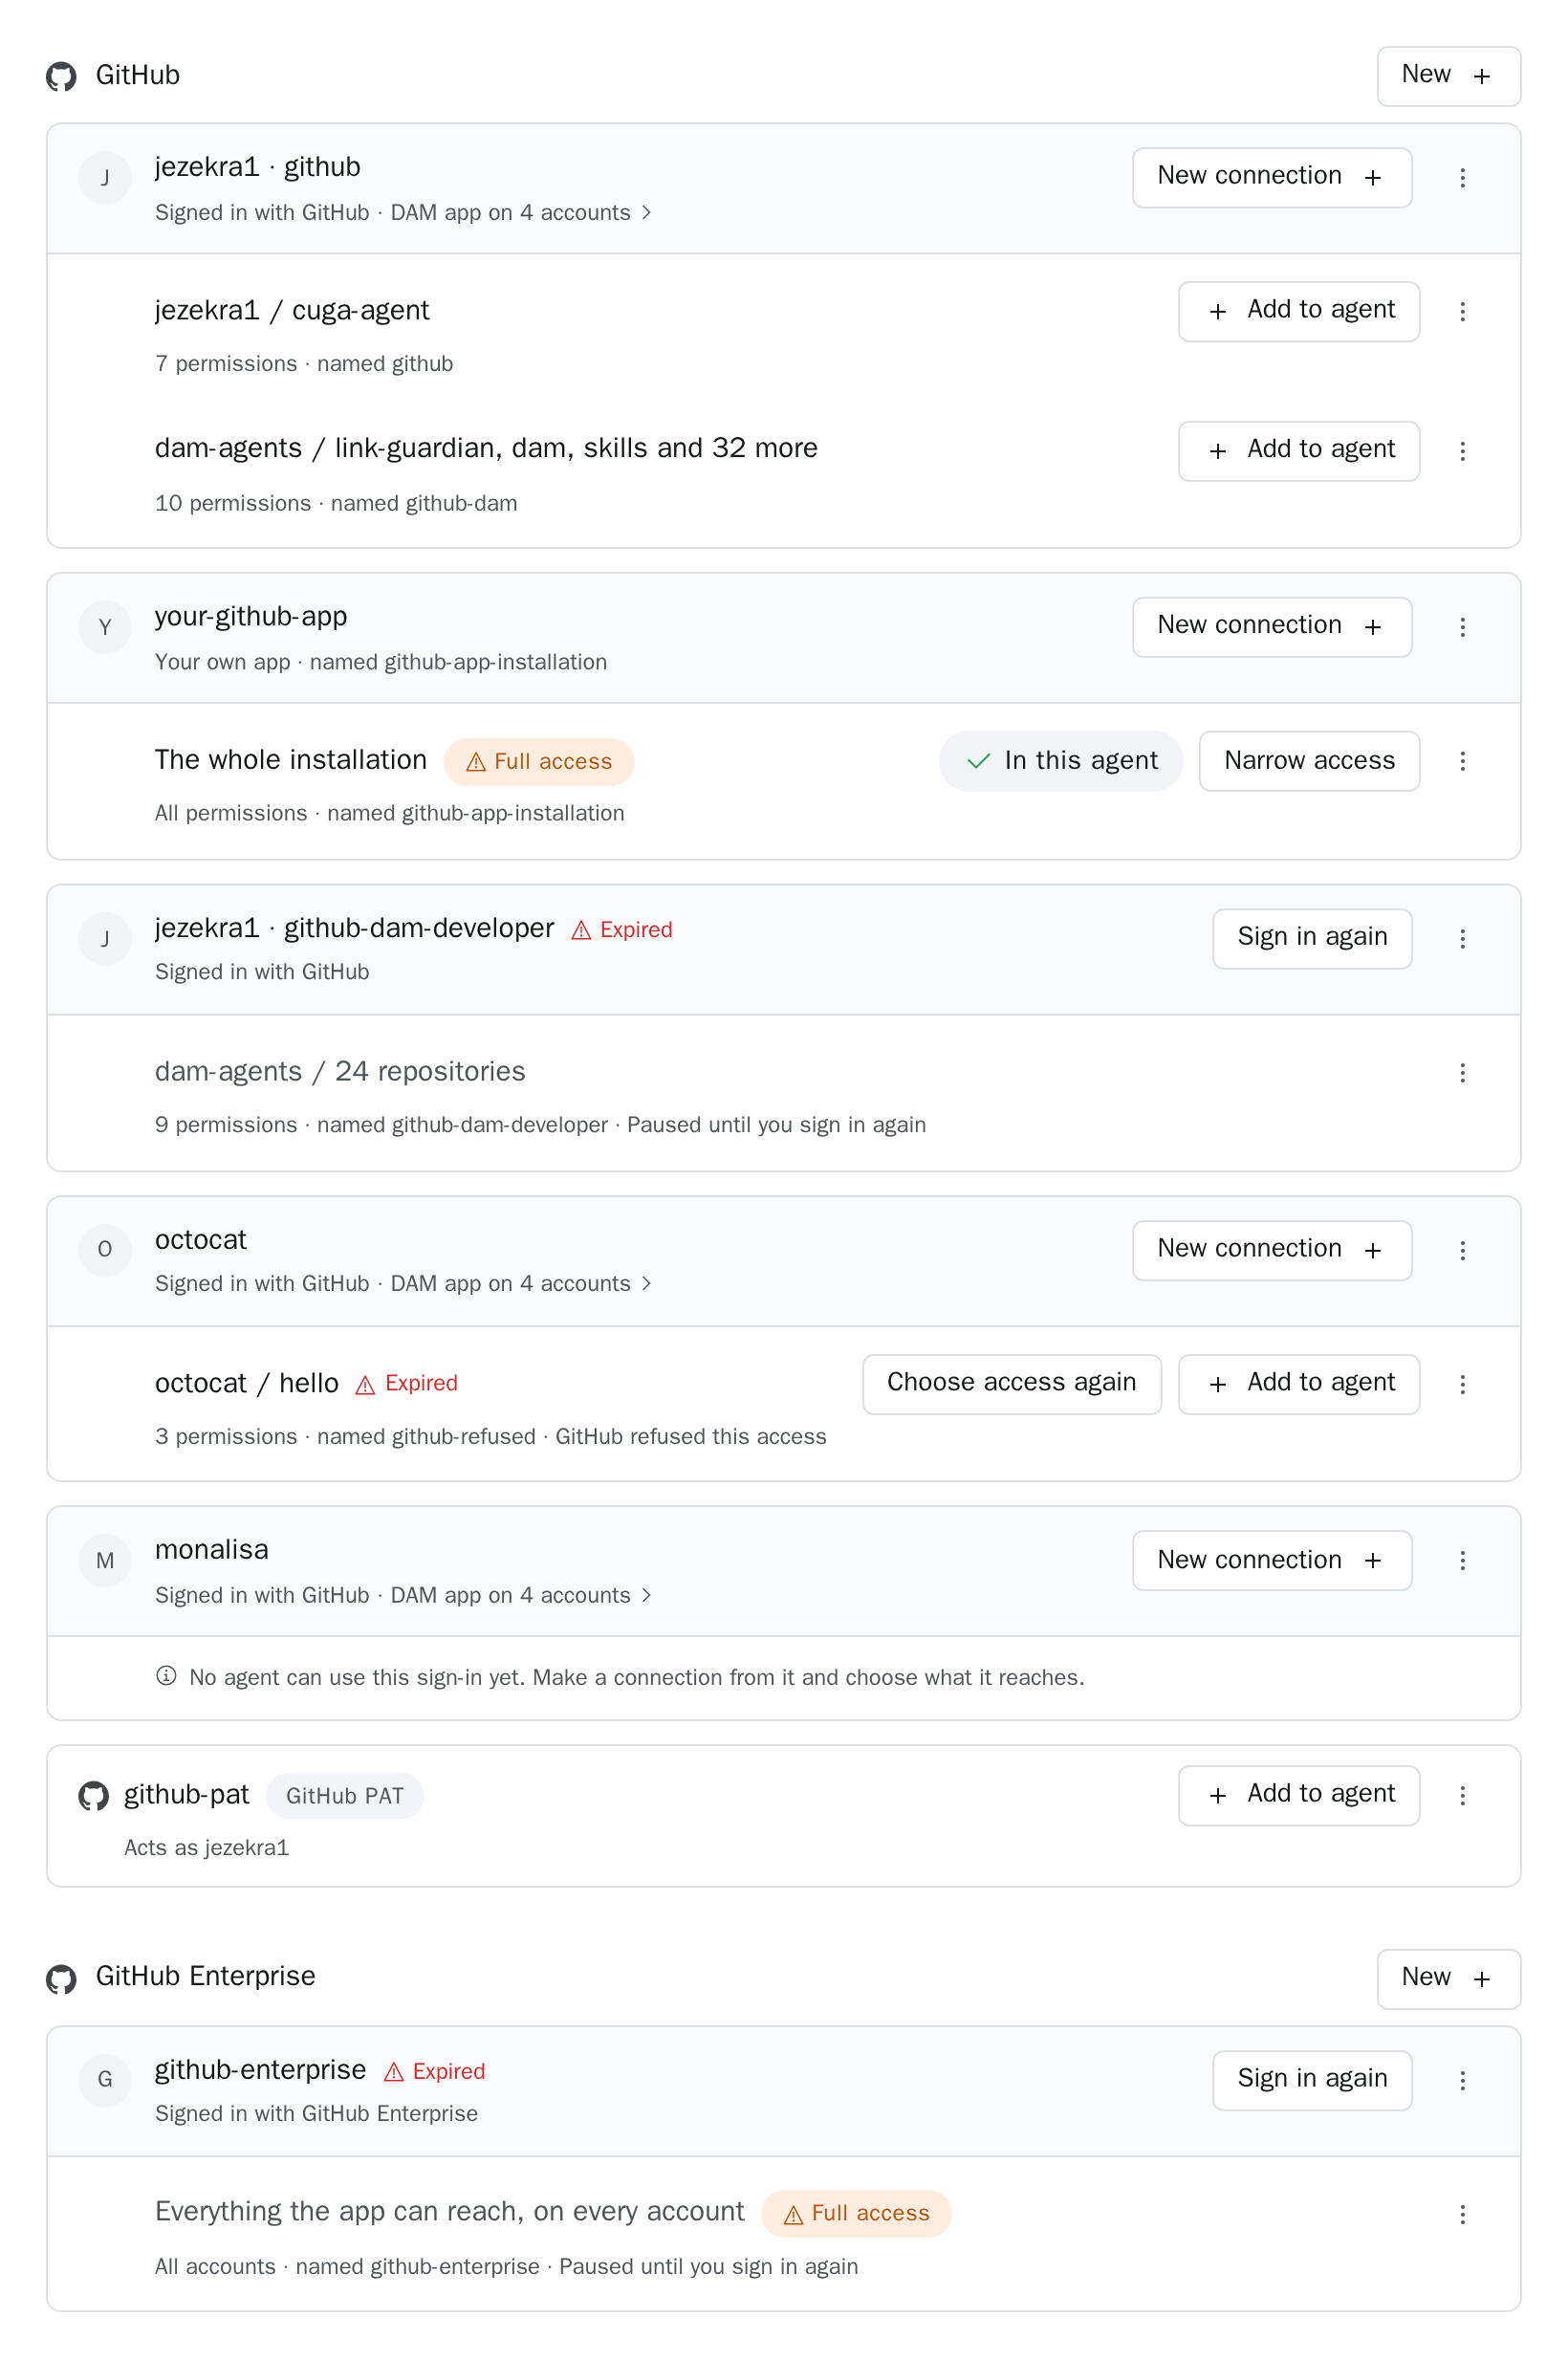 GitHub
New +
J
jezekra1 · github
New connection +
Signed in with GitHub · DAM app on 4 accounts >
jezekra1 / cuga-agent
+ Add to agent
7 permissions · named github
dam-agents / link-guardian, dam, skills and 32 more
+ Add to agent
10 permissions · named github-dam
Y
your-github-app
New connection +
Your own app · named github-app-installation
The whole installation
Full access
In this agent
Narrow access
All permissions · named github-app-installation
J
jezekra1 · github-dam-developer
Expired
Sign in again
Signed in with GitHub
dam-agents / 24 repositories
9 permissions · named github-dam-developer · Paused until you sign in again
O
octocat
New connection +
Signed in with GitHub · DAM app on 4 accounts >
octocat / hello
Expired
Choose access again
+ Add to agent
3 permissions · named github-refused · GitHub refused this access
M
monalisa
New connection +
Signed in with GitHub · DAM app on 4 accounts >
No agent can use this sign-in yet. Make a connection from it and choose what it reaches.
github-pat
GitHub PAT
+ Add to agent
Acts as jezekra1
GitHub Enterprise
New +
G
github-enterprise
Expired
Sign in again
Signed in with GitHub Enterprise
Everything the app can reach, on every account
Full access
All accounts · named github-enterprise · Paused until you sign in again